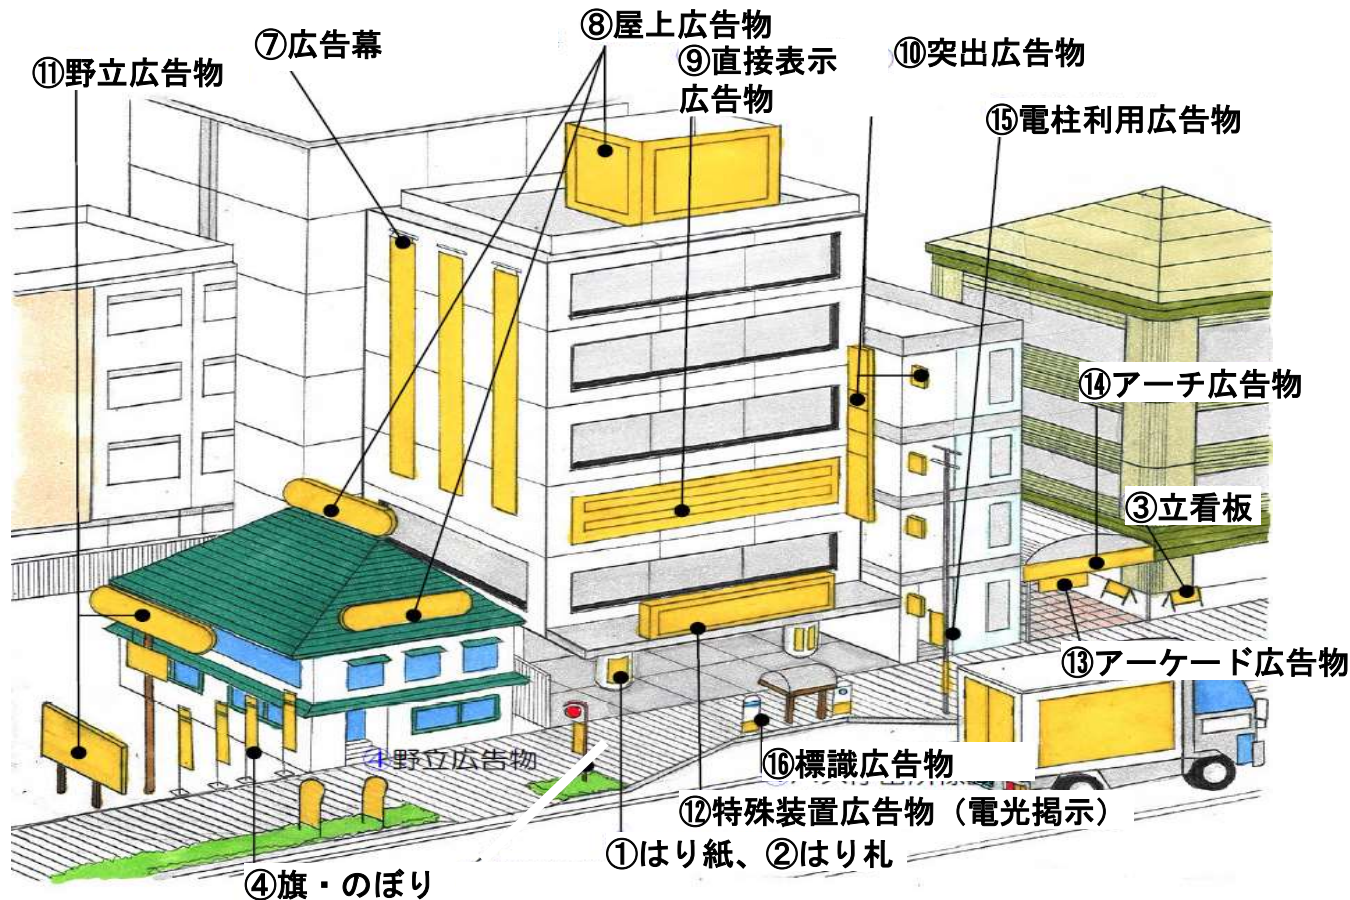 ⑧屋上広告物
⑦広告幕
⑨直接表示
広告物
⑩突出広告物
⑪野立広告物
⑮電柱利用広告物
⑭アーチ広告物
③立看板
⑬アーケード広告物
④野立広告物
⑯標識広告物
⑫特殊装置広告物（電光掲示）
①はり紙、②はり札
④旗・のぼり